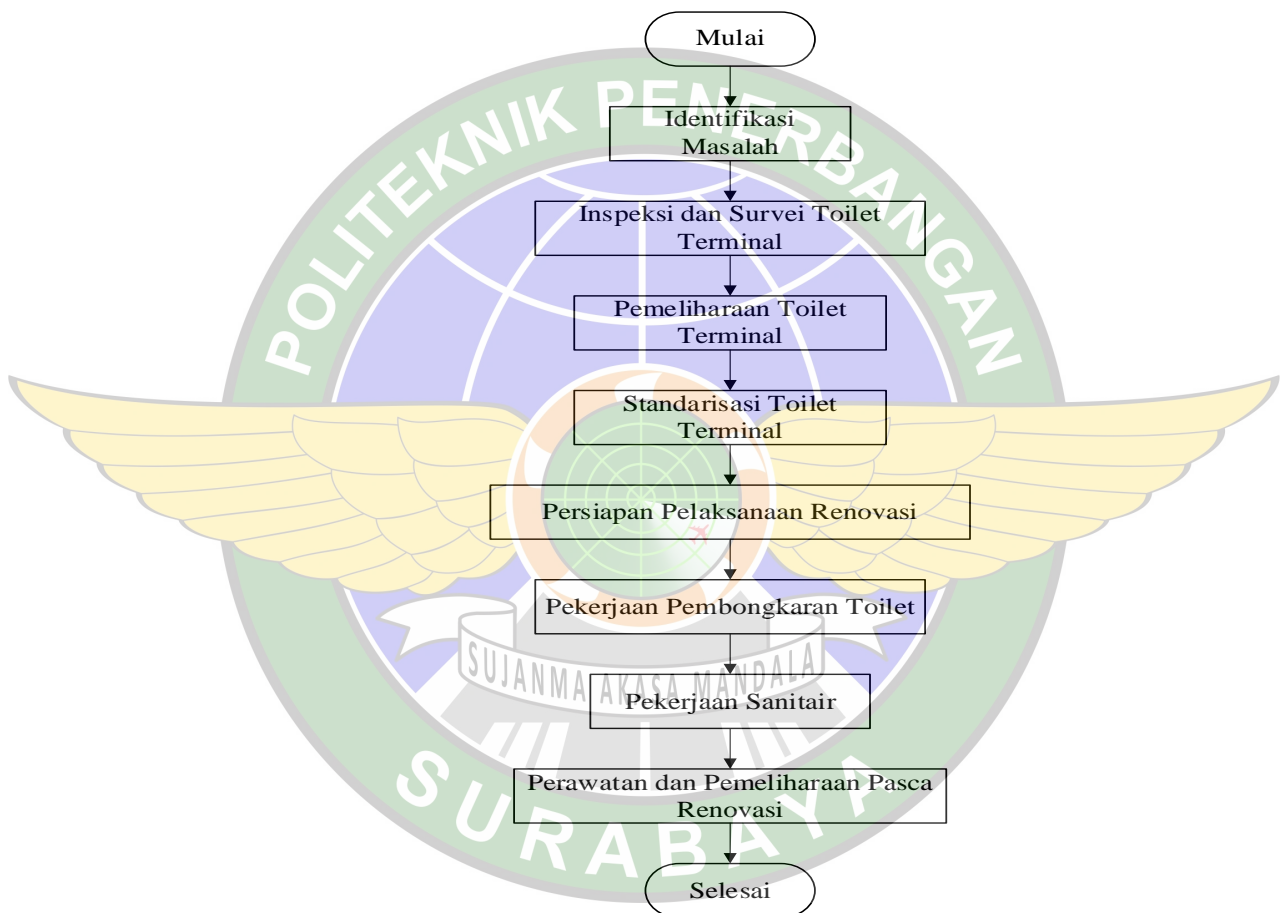 Mulai
POLITEKNIK PENERBANGAN
Identifikasi
Masalah
Inspeksi dan Survei Toilet
Terminal
Pemeliharaan Toilet
Terminal
Standarisasi Toilet
Terminal
Persiapan Pelaksanaan Renovasi
Pekerjaan Pembongkaran Toilet
SUJANMA AKASA MANDALA
Pekerjaan Sanitair
Perawatan dan Pemeliharaan Pasca
Renovasi
SURABAYA
Selesai